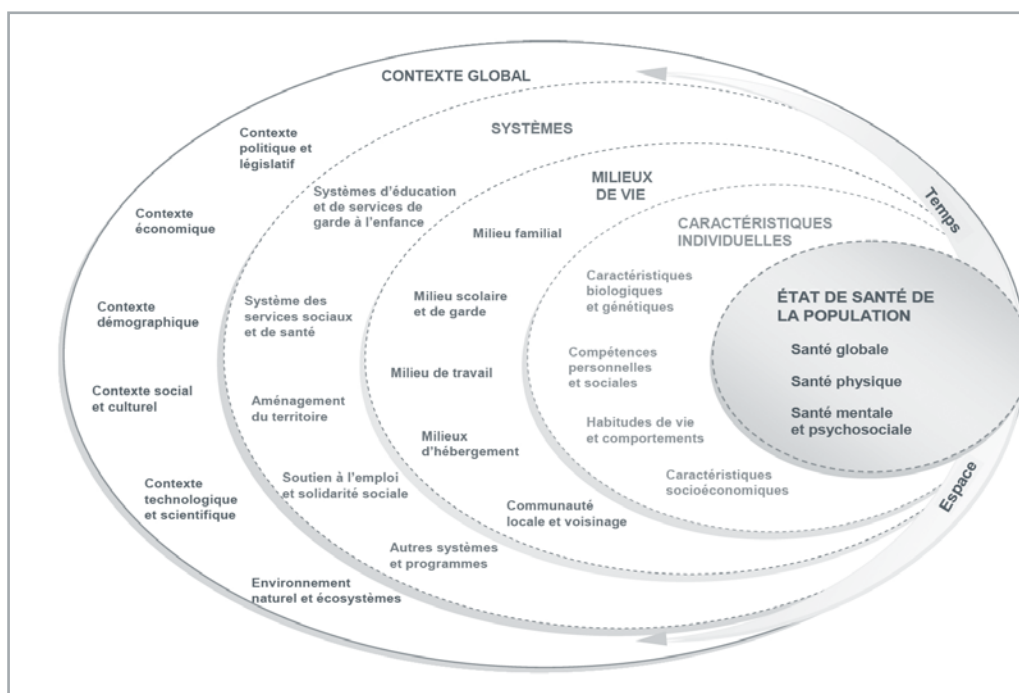 CONTEXTE GLOBAL
Contexte
politique et
législatif
Contexte
économique
Contexte
démographique
Contexte social
et culturel
Contexte
technologique
et scientifique
Environnement
naturel et écosystèmes
SYSTÈMES
Systèmes d'éducation
et de services de
garde à l'enfance
Système des
services sociaux
et de santé
Aménagement
du territoire
Soutien à l'emploi
et solidarité sociale
Autres systèmes
et programmes
MILIEUX
DE VIE
Milieu familial
Milieu scolaire
et de garde
Milieu de travail
Milieux
d'hébergement
Communauté
locale et voisinage
CARACTÉRISTIQUES
INDIVIDUELLES
Caractéristiques
biologiques
et génétiques
Compétences
personnelles
et sociales
Habitudes de vie
et comportements
Caractéristiques
socioéconomiques
ÉTAT DE SANTÉ DE
LA POPULATION
Santé globale
Santé physique
Santé mentale
et psychosociale
Temps
Espace